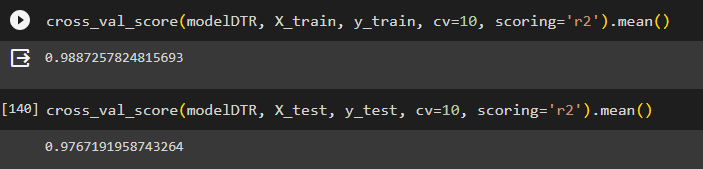 cross_val_score(modelDTR, X_train, y_train, cv=10, scoring='r2').mean()
0.9887257824815693
[140] cross_val_score(modelDTR, X_test, y_test, cv=10, scoring='r2').mean()
0.9767191958743264